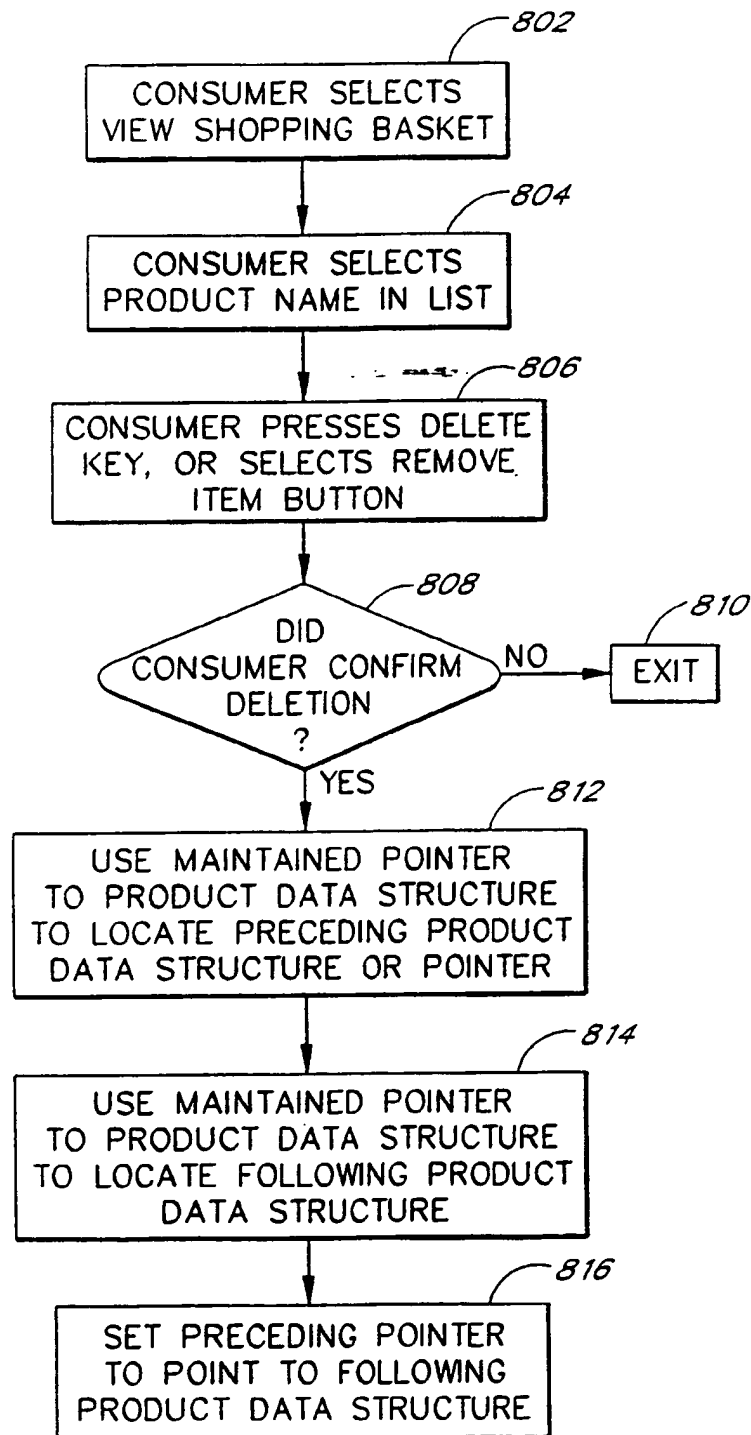 802
CONSUMER SELECTS
VIEW SHOPPING BASKET
804
CONSUMER SELECTS
PRODUCT NAME IN LIST
806
CONSUMER PRESSES DELETE
KEY, OR SELECTS REMOVE
ITEM BUTTON
808
DID
CONSUMER CONFIRM
DELETION
?
NO
810
EXIT
YES
812
USE MAINTAINED POINTER
TO PRODUCT DATA STRUCTURE
TO LOCATE PRECEDING PRODUCT
DATA STRUCTURE OR POINTER
814
USE MAINTAINED POINTER
TO PRODUCT DATA STRUCTURE
TO LOCATE FOLLOWING PRODUCT
DATA STRUCTURE
816
SET PRECEDING POINTER
TO POINT TO FOLLOWING
PRODUCT DATA STRUCTURE